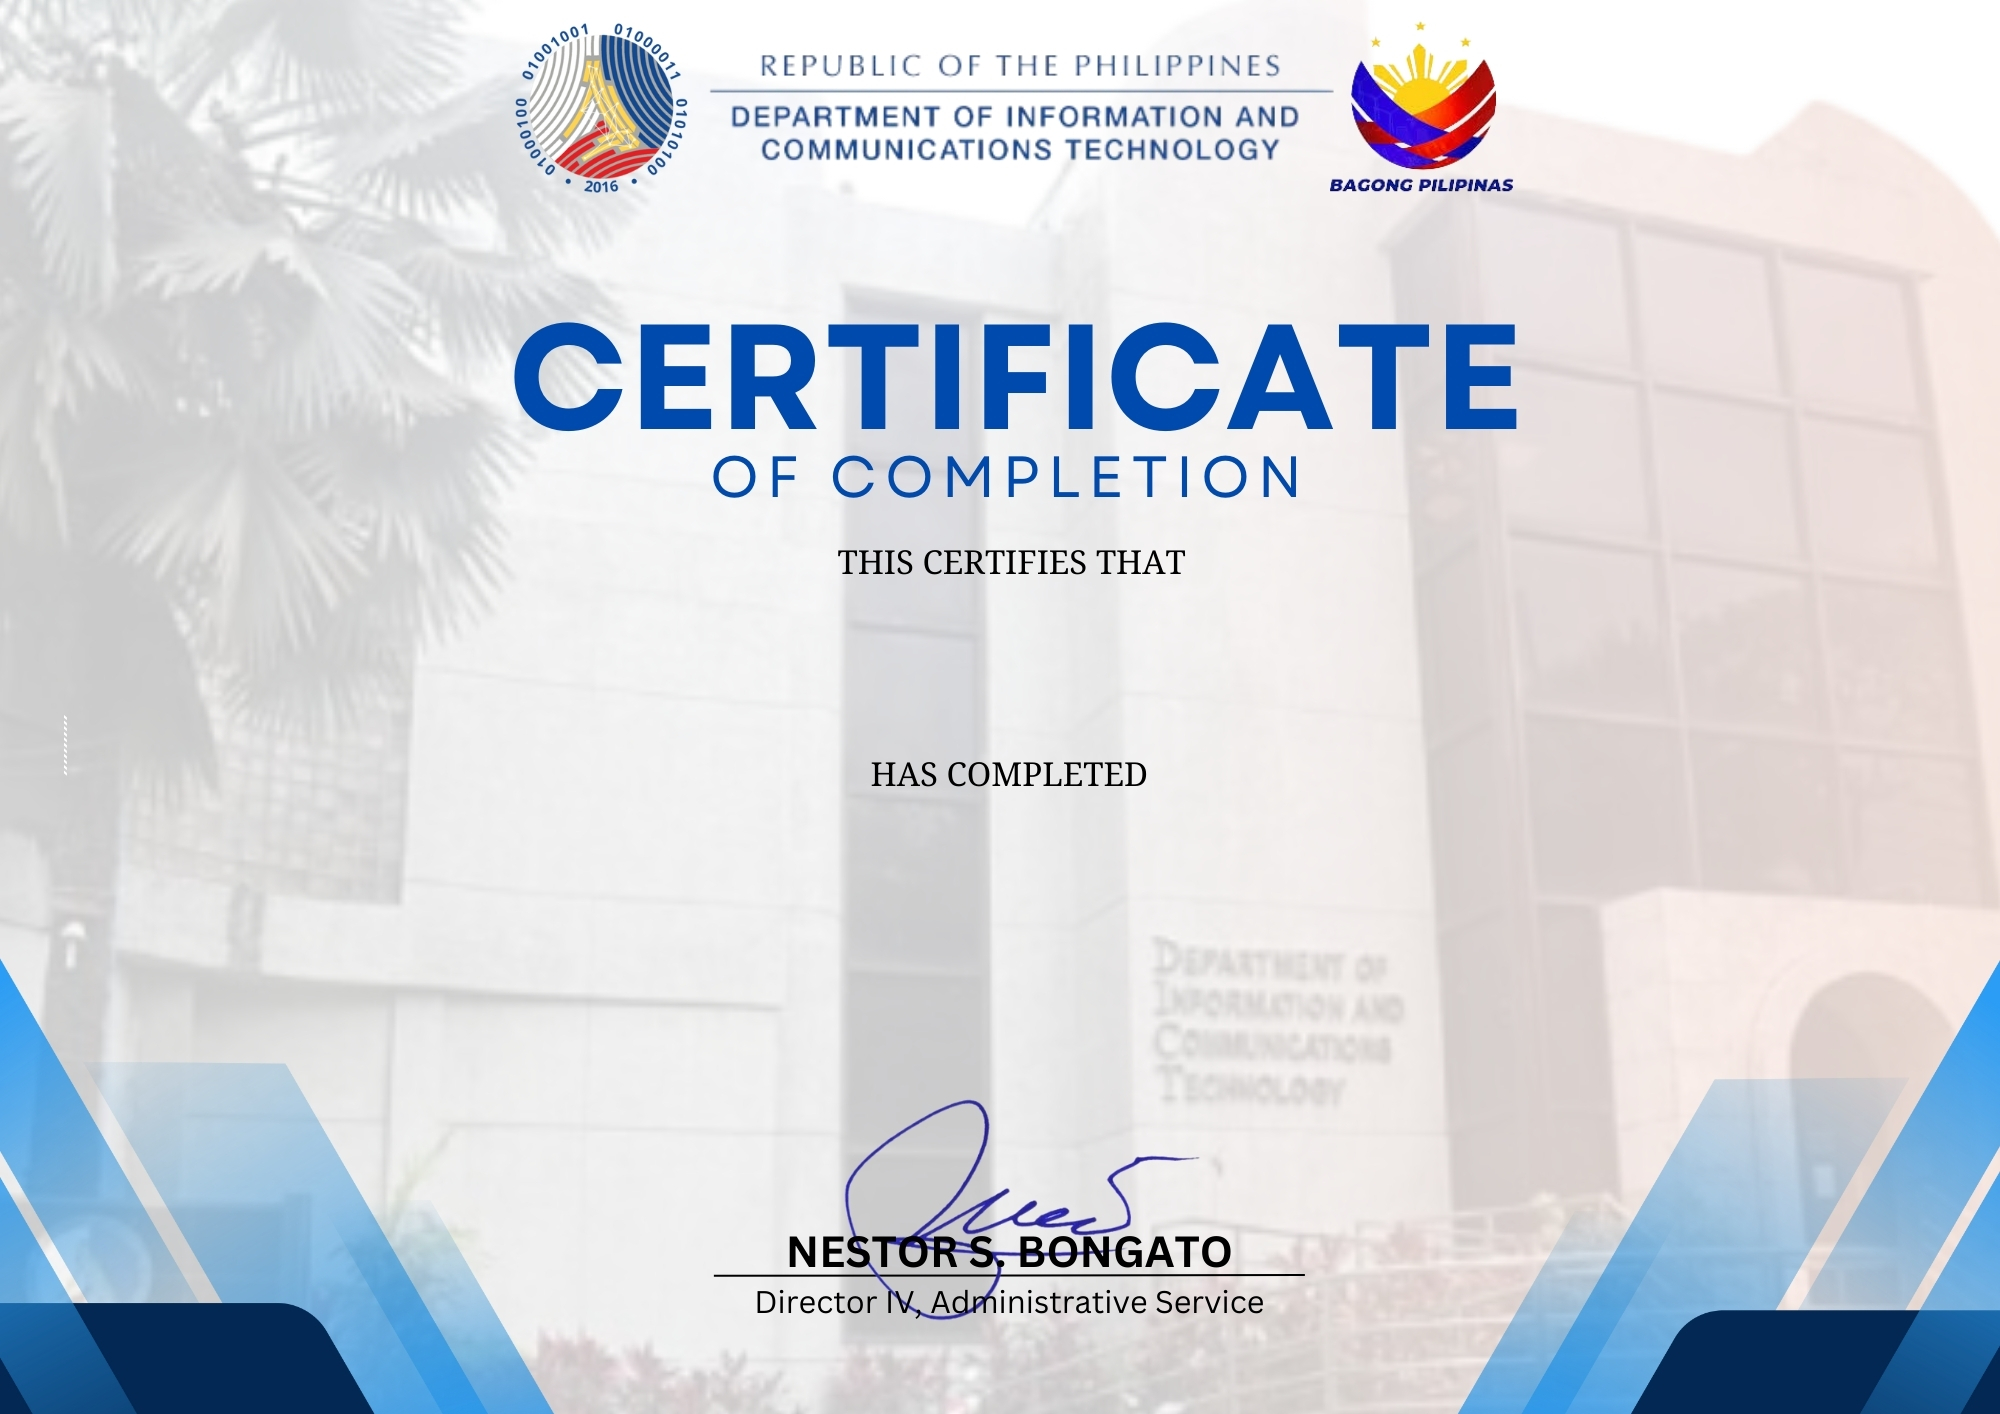 01001001 01000011 01010100 01000100
2016
REPUBLIC OF THE PHILIPPINES
DEPARTMENT OF INFORMATION AND
COMMUNICATIONS TECHNOLOGY
BAGONG PILIPINAS
CERTIFICATE
OF COMPLETION
THIS CERTIFIES THAT
HAS COMPLETED
DEPARTMENT OF
INFORMATION AND
COMMUNICATIONS
TECHNOLOGY
NESTOR S. BONGATO
Director IV, Administrative Service